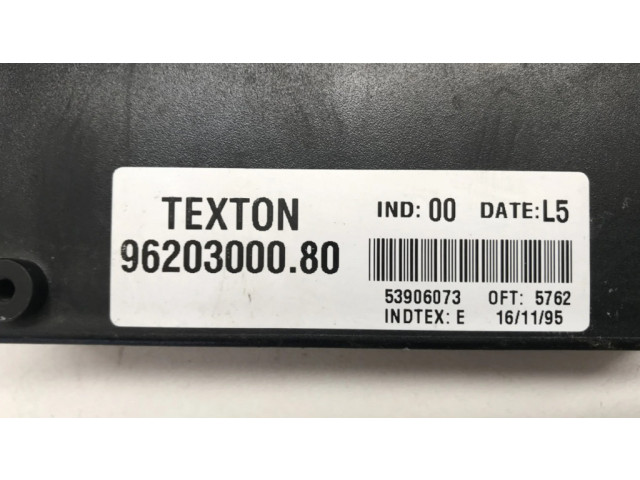 TEXTON IND: 00 DATE: L5
96203000.80
53906073 OFT: 5762
INDTEX: E 16/11/95